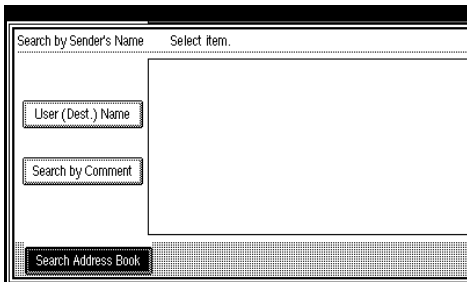 Search by Sender's Name Select item.
User (Dest.) Name
Search by Comment
Search Address Book